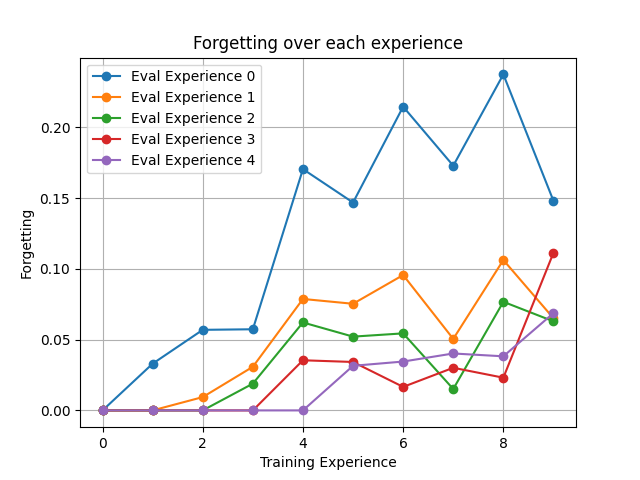 Forgetting over each experience
Eval Experience 0
Eval Experience 1
Eval Experience 2
Eval Experience 3
Eval Experience 4
Forgetting
0.20
0.15
0.10
0.05
0.00
0 2 4 6 8
Training Experience